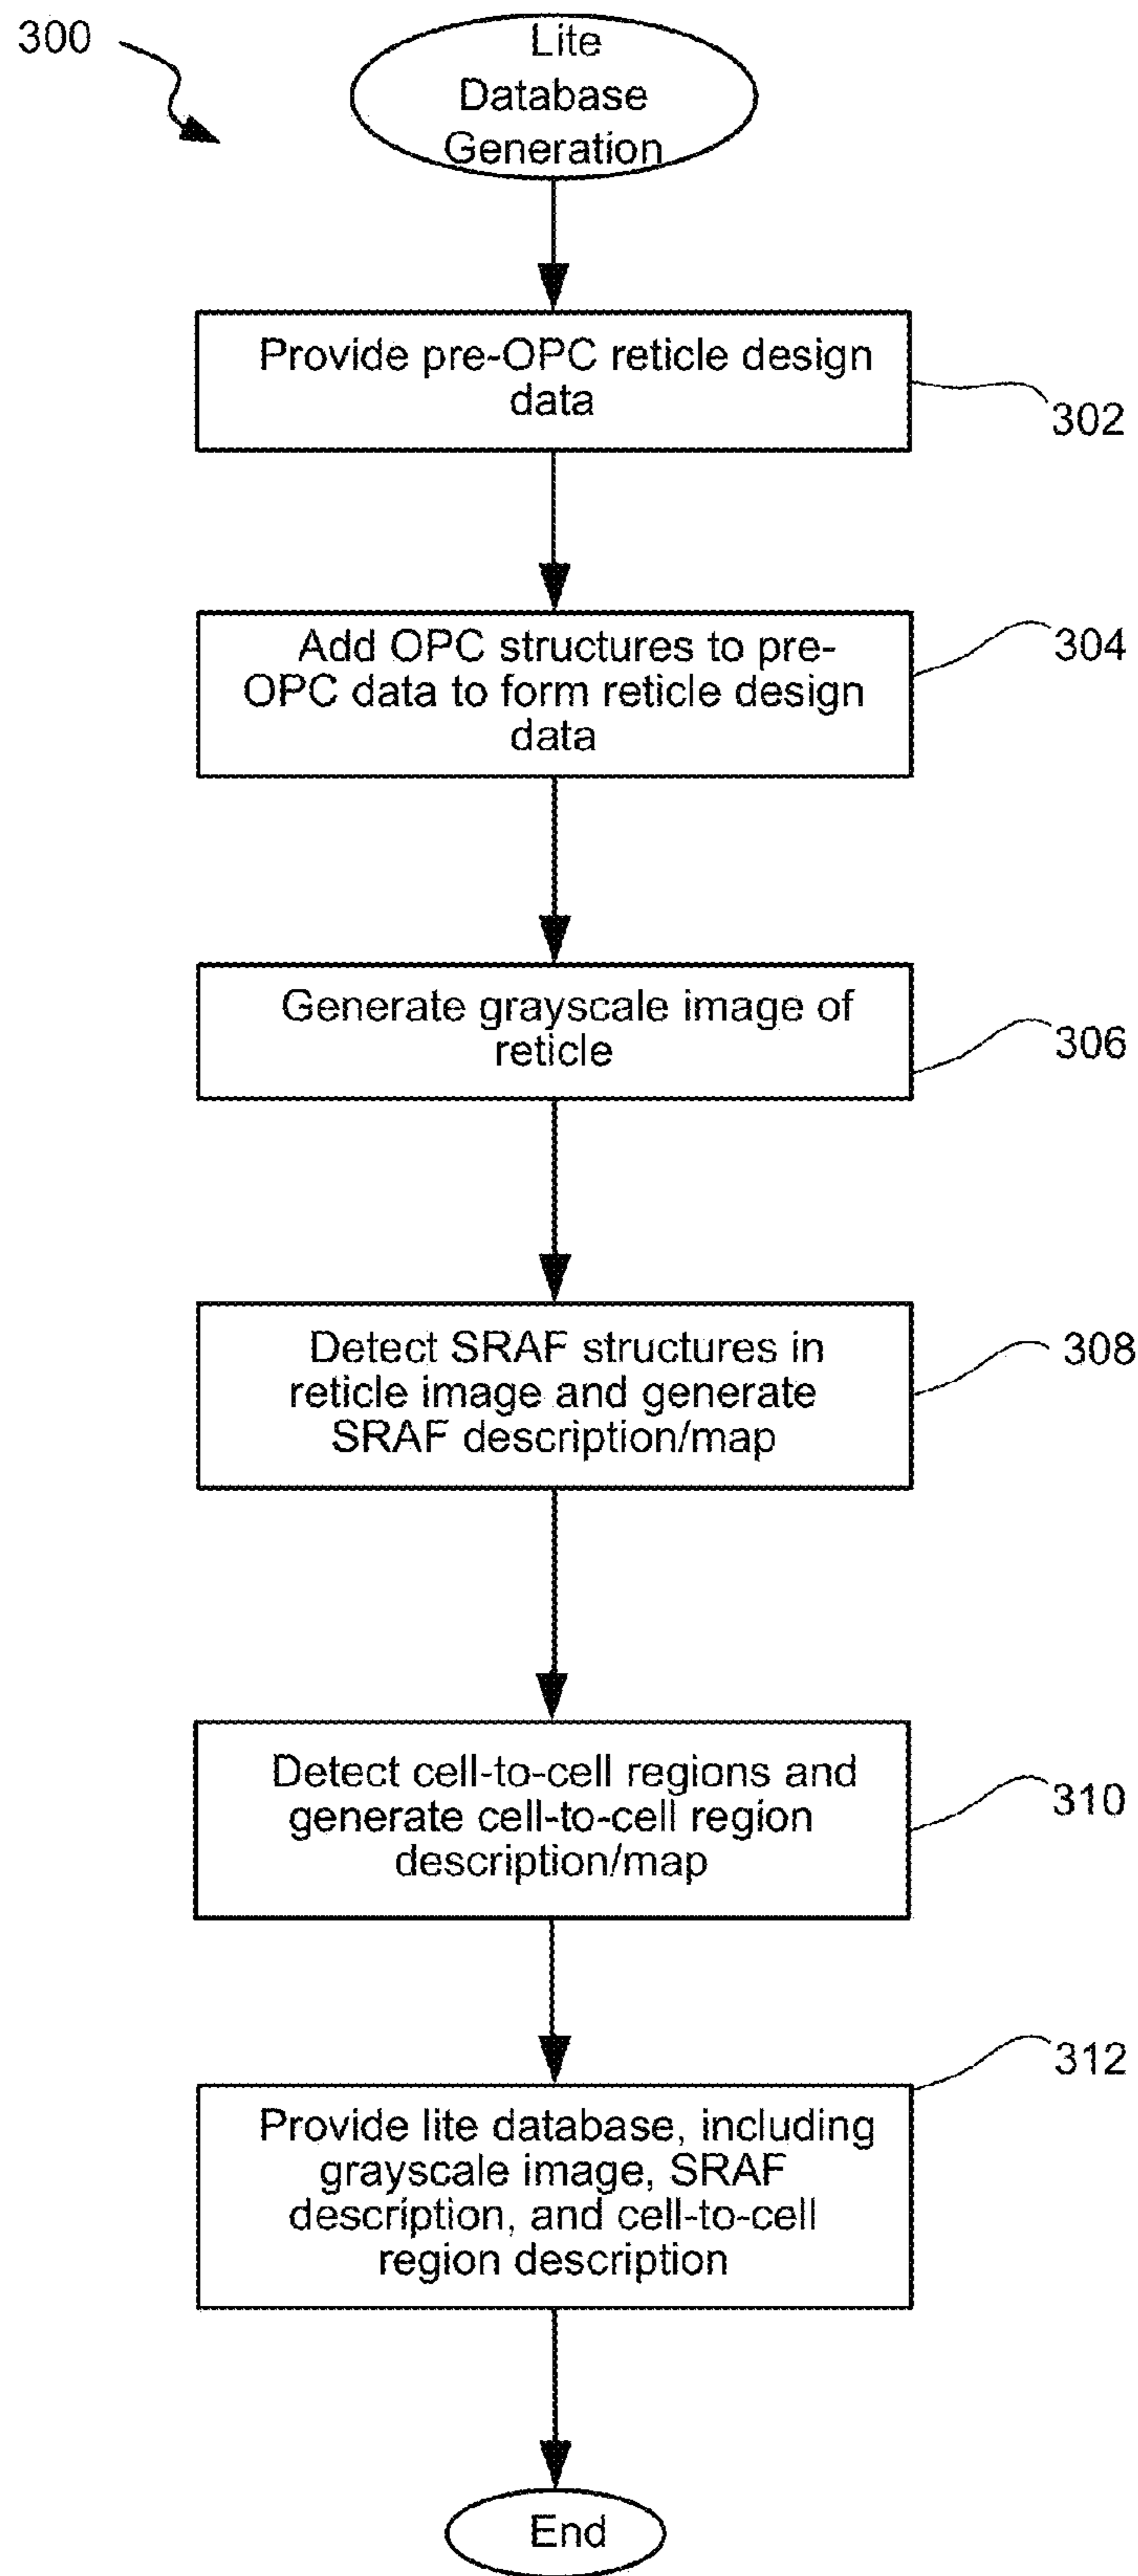 300
Lite
Database
Generation
Provide pre-OPC reticle design
data
302
Add OPC structures to pre-
OPC data to form reticle design
data
304
Generate grayscale image of
reticle
306
Detect SRAF structures in
reticle image and generate
SRAF description/map
308
Detect cell-to-cell regions and
generate cell-to-cell region
description/map
310
Provide lite database, including
grayscale image, SRAF
description, and cell-to-cell
region description
312
End